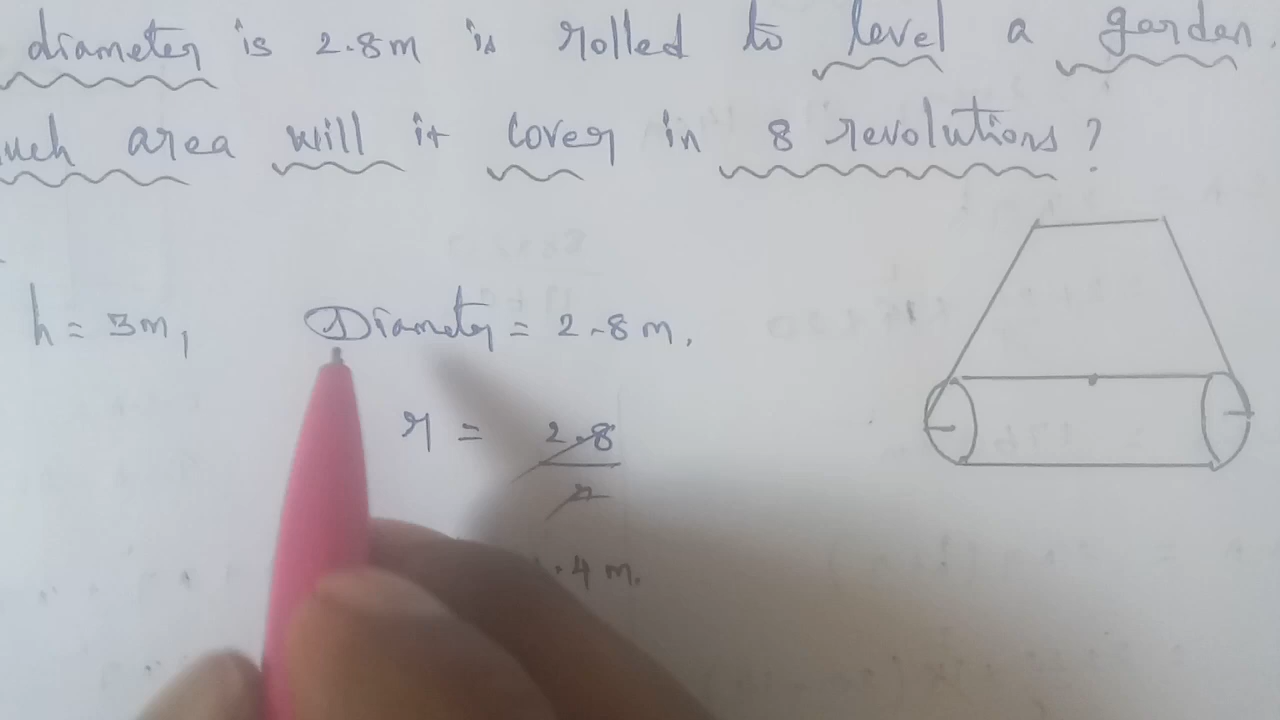 diameter is 2.8m is rolled to level a garden.
uch area will it cover in 8 revolutions?
h = 3m, Diameter = 2.8 m.
r = 2.8
2
.4 m.